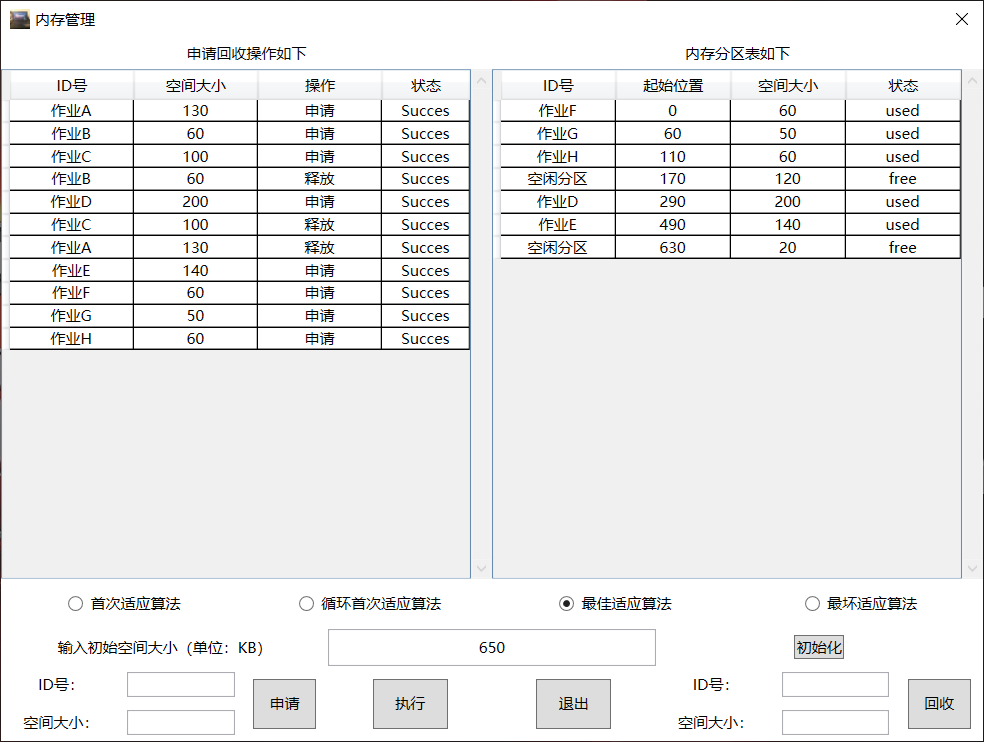 内存管理
申请回收操作如下
ID号 空间大小 操作 状态
作业A 130 申请 Succes
作业B 60 申请 Succes
作业C 100 申请 Succes
作业B 60 释放 Succes
作业D 200 申请 Succes
作业C 100 释放 Succes
作业A 130 释放 Succes
作业E 140 申请 Succes
作业F 60 申请 Succes
作业G 50 申请 Succes
作业H 60 申请 Succes
内存分区表如下
ID号 起始位置 空间大小 状态
作业F 0 60 used
作业G 60 50 used
作业H 110 60 used
空闲分区 170 120 free
作业D 290 200 used
作业E 490 140 used
空闲分区 630 20 free
首次适应算法 循环首次适应算法 最佳适应算法 最坏适应算法
输入初始空间大小（单位：KB） 650 初始化
ID号： ID号：
申请 执行 退出 回收
空间大小： 空间大小：